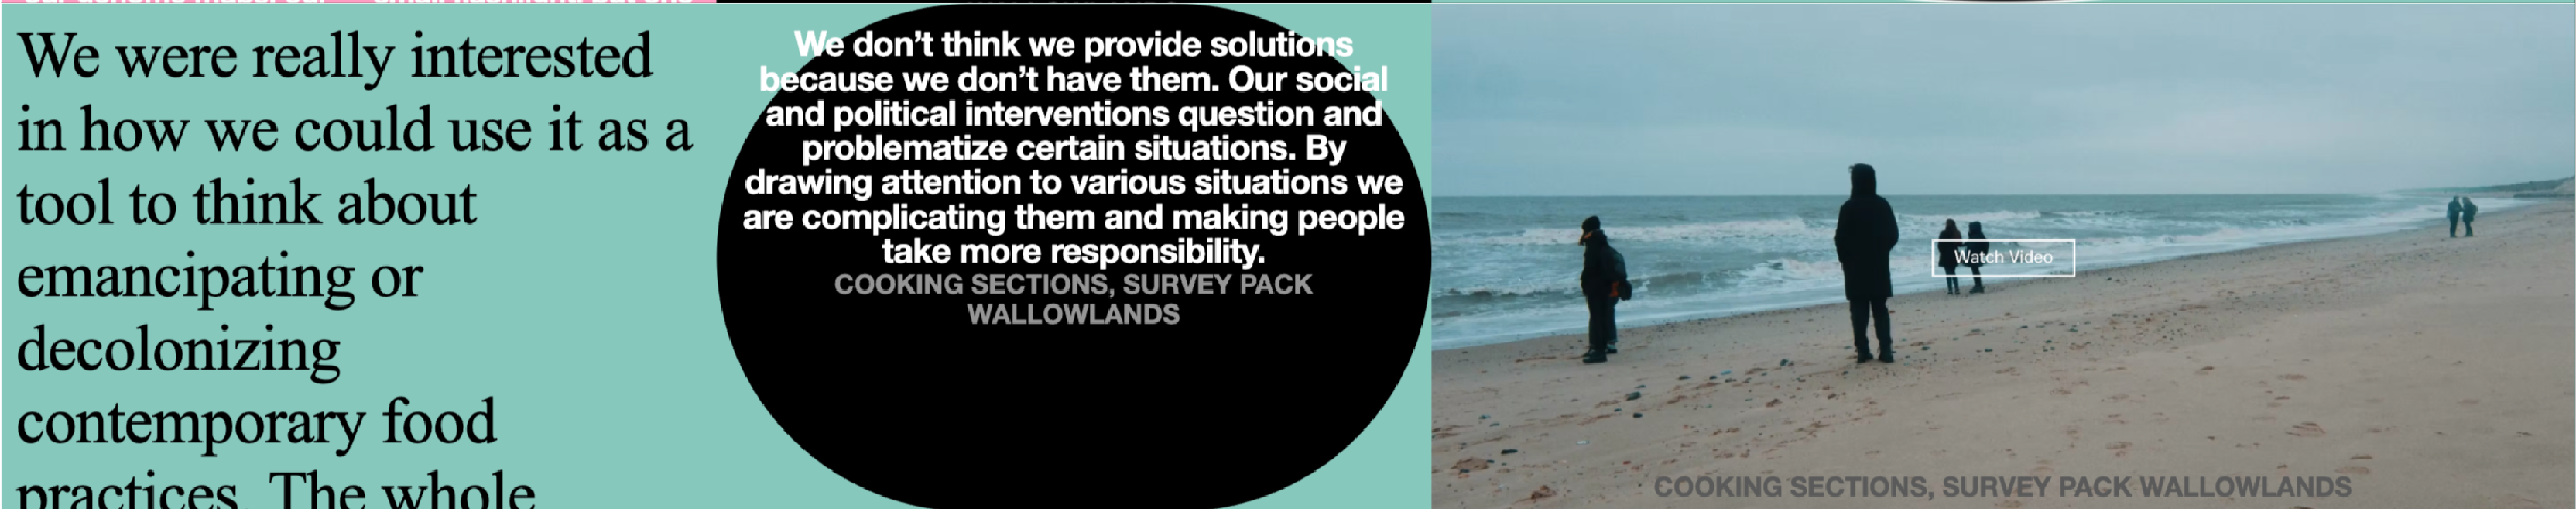 We were really interested
in how we could use it as a
tool to think about
emancipating or
decolonizing
contemporary food
practices. The whole
We don't think we provide solutions
because we don't have them. Our social
and political interventions question and
problematize certain situations. By
drawing attention to various situations we
are complicating them and making people
take more responsibility.
COOKING SECTIONS, SURVEY PACK
WALLOWLANDS
Watch Video
COOKING SECTIONS, SURVEY PACK WALLOWLANDS